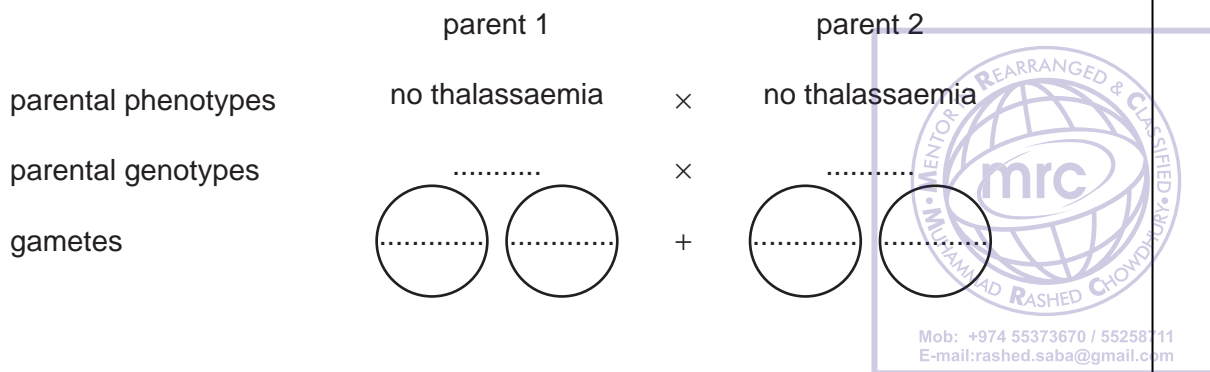 parent 1 parent 2
parental phenotypes no thalassaemia × no thalassaemia
parental genotypes ........... × ...........
gametes ............. ............. + ............. .............
MENTOR IN REARRANGED & CLASSIFIED
mrc
• MUHAMMAD RASHED CHOWDHURY •
Mob: +974 55373670 / 55258711
E-mail:rashed.saba@gmail.com